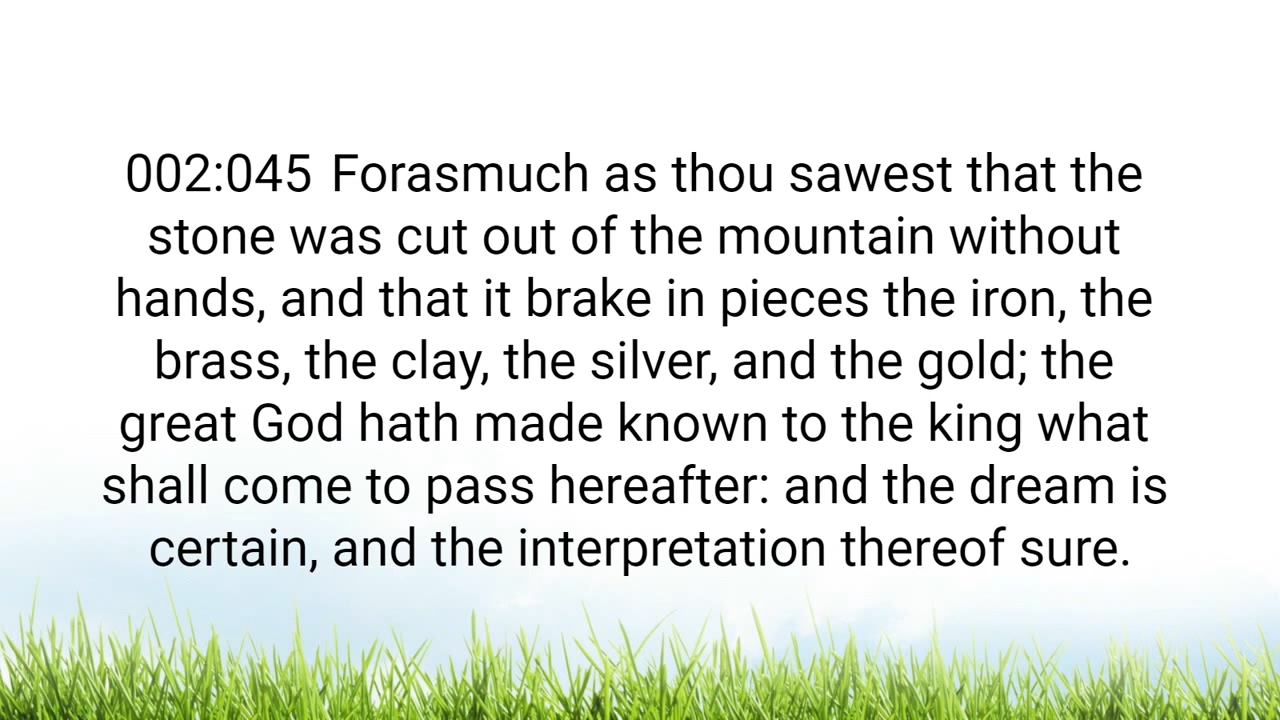 002:045 Forasmuch as thou sawest that the
stone was cut out of the mountain without
hands, and that it brake in pieces the iron, the
brass, the clay, the silver, and the gold; the
great God hath made known to the king what
shall come to pass hereafter: and the dream is
certain, and the interpretation thereof sure.